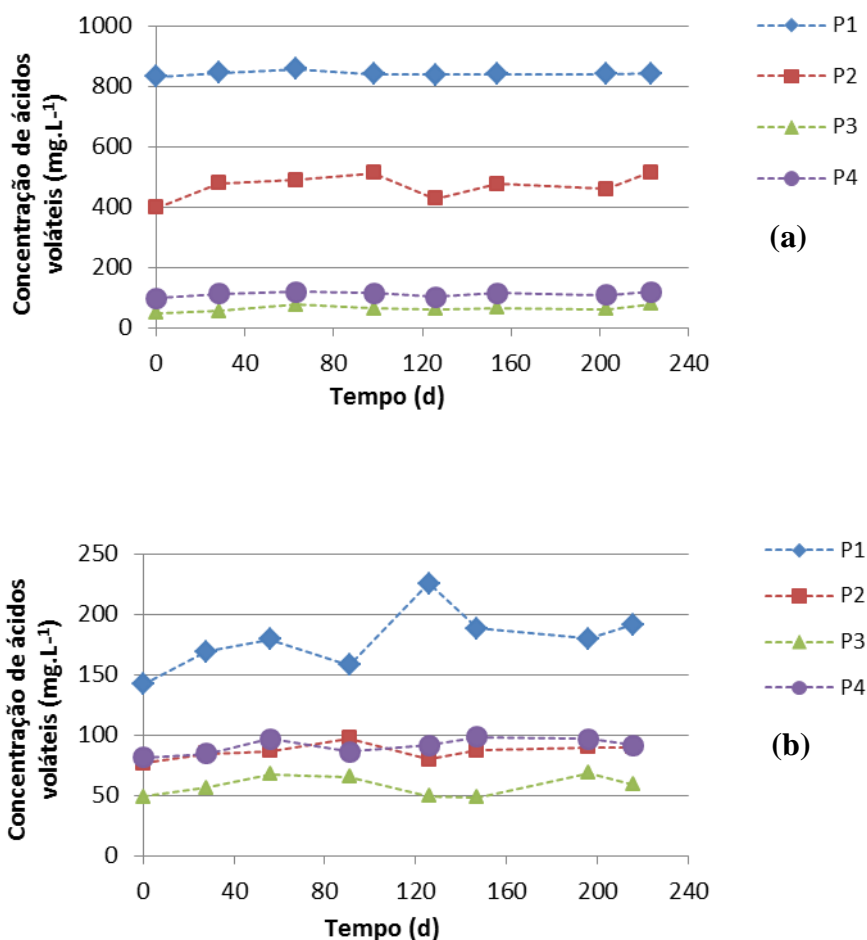 Concentração de ácidos
voláteis (mg.L-1)
1000
800
600
400
200
0
0 40 80 120 160 200 240
Tempo (d)
P1
P2
P3
P4
(a)
Concentração de ácidos
voláteis (mg.L-1)
250
200
150
100
50
0
0 40 80 120 160 200 240
Tempo (d)
P1
P2
P3
P4
(b)